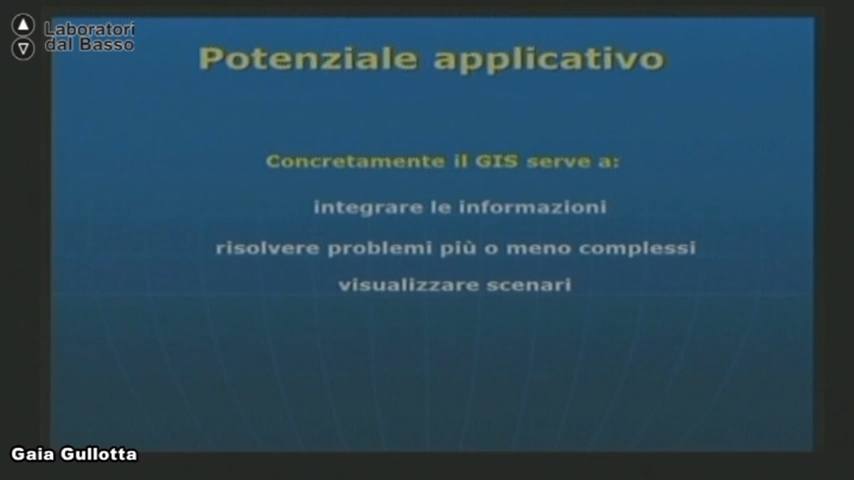 Laboratori
dal Basso
Potenziale applicativo
Concretamente il GIS serve a:
integrare le informazioni
risolvere problemi più o meno complessi
visualizzare scenari
Gaia Gullotta